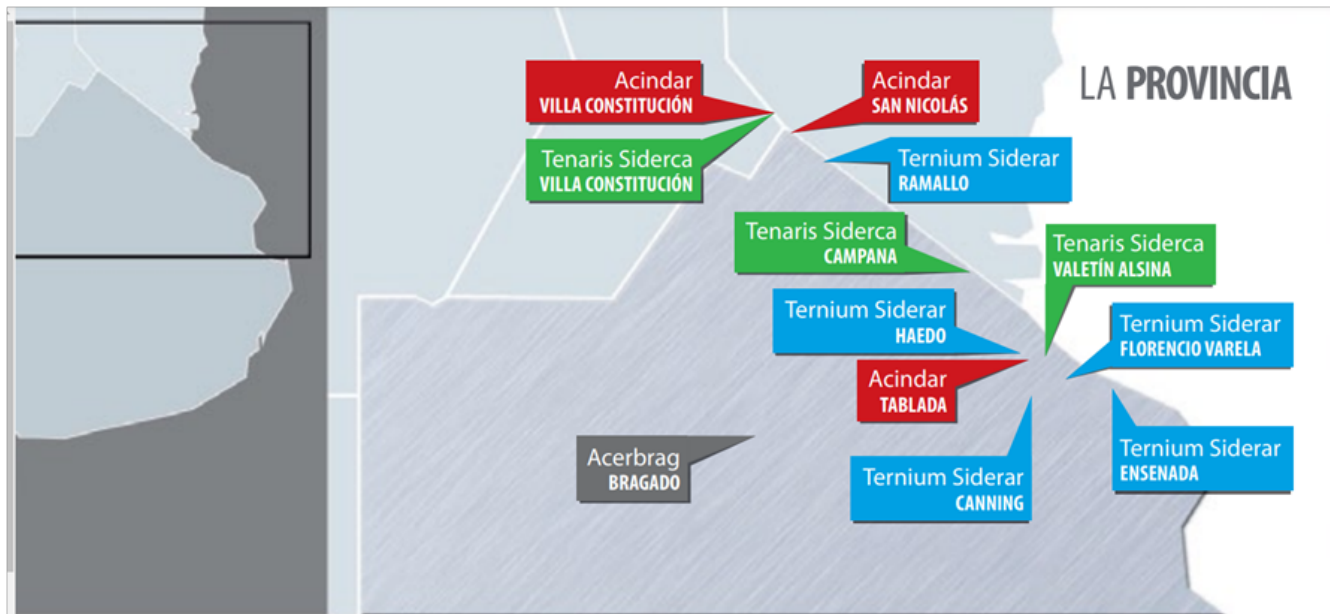 LA PROVINCIA
Acindar
VILLA CONSTITUCIÓN
Acindar
SAN NICOLÁS
Tenaris Siderca
VILLA CONSTITUCIÓN
Ternium Siderar
RAMALLO
Tenaris Siderca
CAMPANA
Tenaris Siderca
VALETÍN ALSINA
Ternium Siderar
HAEDO
Ternium Siderar
FLORENCIO VARELA
Acindar
TABLADA
Acerbrag
BRAGADO
Ternium Siderar
CANNING
Ternium Siderar
ENSENADA